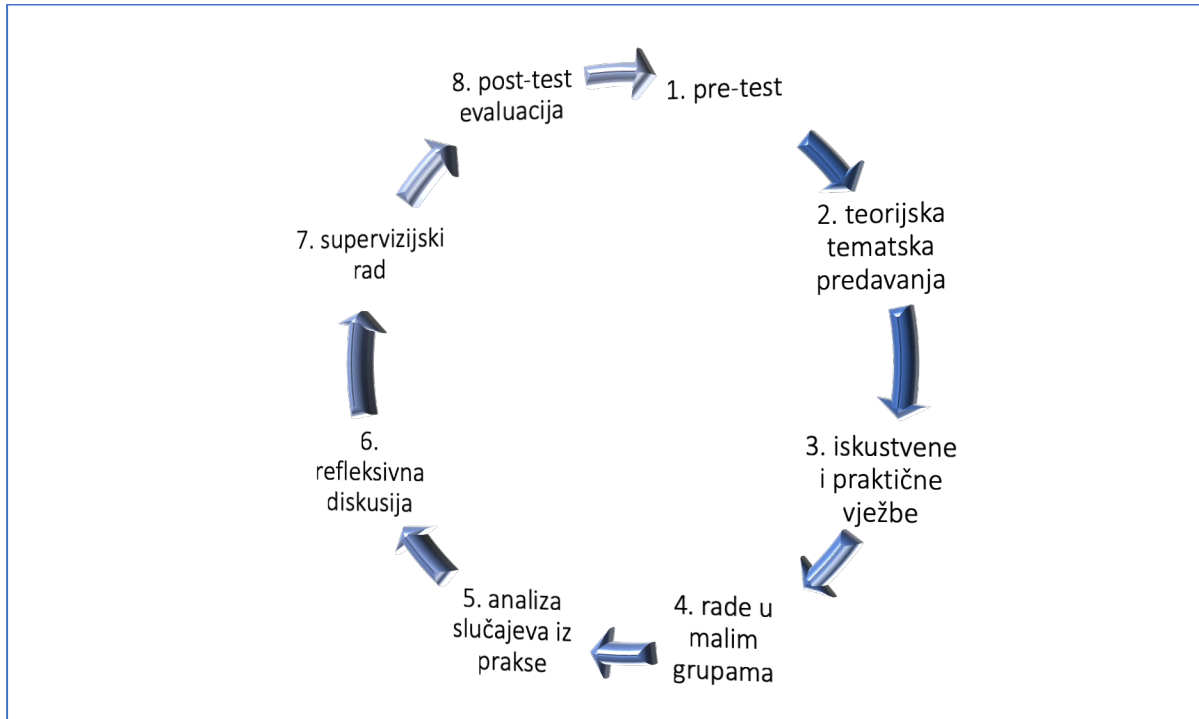 1. pre-test
2. teorijska
tematska
predavanja
3. iskustvene
i praktične
vježbe
4. rade u
malim
grupama
5. analiza
slučajeva iz
prakse
6.
refleksivna
diskusija
7. supervizijski
rad
8. post-test
evaluacija